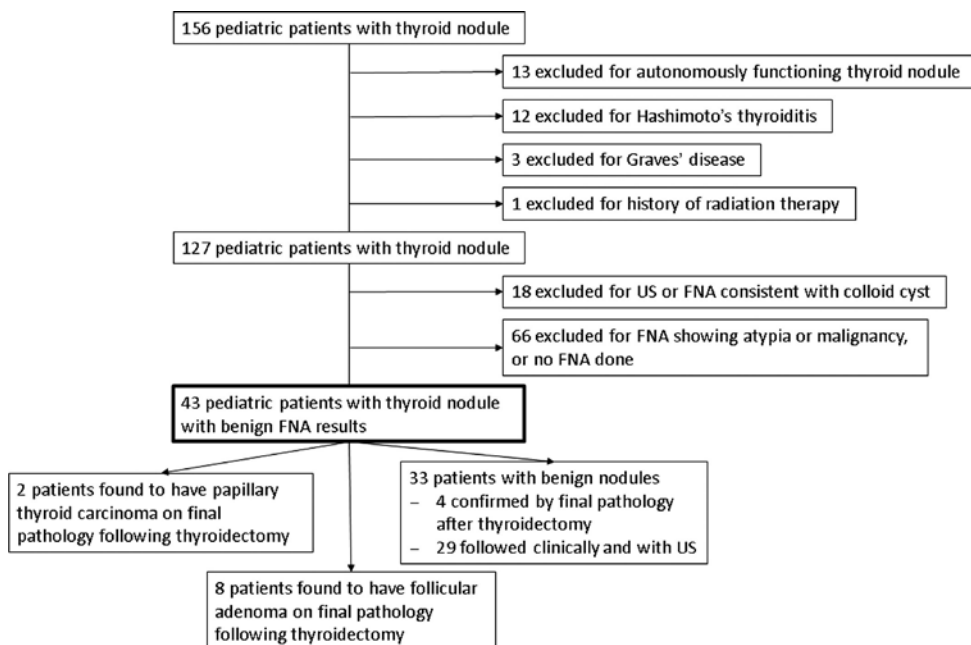 156 pediatric patients with thyroid nodule
13 excluded for autonomously functioning thyroid nodule
12 excluded for Hashimoto's thyroiditis
3 excluded for Graves' disease
1 excluded for history of radiation therapy
127 pediatric patients with thyroid nodule
18 excluded for US or FNA consistent with colloid cyst
66 excluded for FNA showing atypia or malignancy,
or no FNA done
43 pediatric patients with thyroid nodule
with benign FNA results
2 patients found to have papillary
thyroid carcinoma on final
pathology following thyroidectomy
33 patients with benign nodules
– 4 confirmed by final pathology
after thyroidectomy
– 29 followed clinically and with US
8 patients found to have follicular
adenoma on final pathology
following thyroidectomy